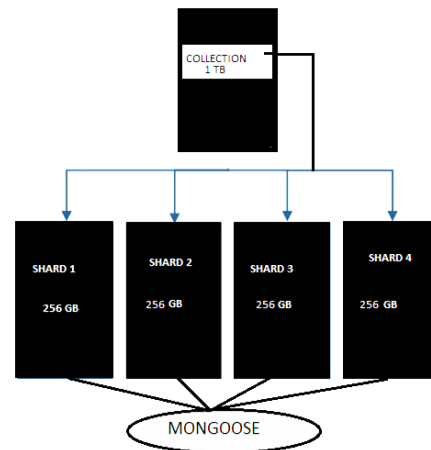 COLLECTION
1 TB
SHARD 1
SHARD 2
SHARD 3
SHARD 4
256 GB
256 GB
256 GB
256 GB
MONGOOSE